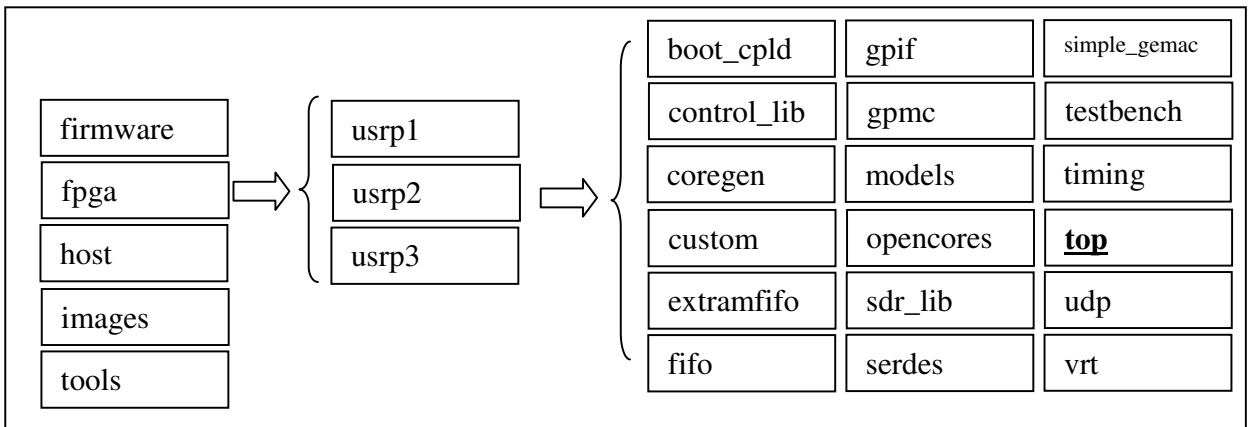 firmware
fpga
host
images
tools
usrp1
usrp2
usrp3
boot_cpld
control_lib
coregen
custom
extramfifo
fifo
gpif
gpmc
models
opencores
sdr_lib
serdes
simple_gemac
testbench
timing
top
udp
vrt